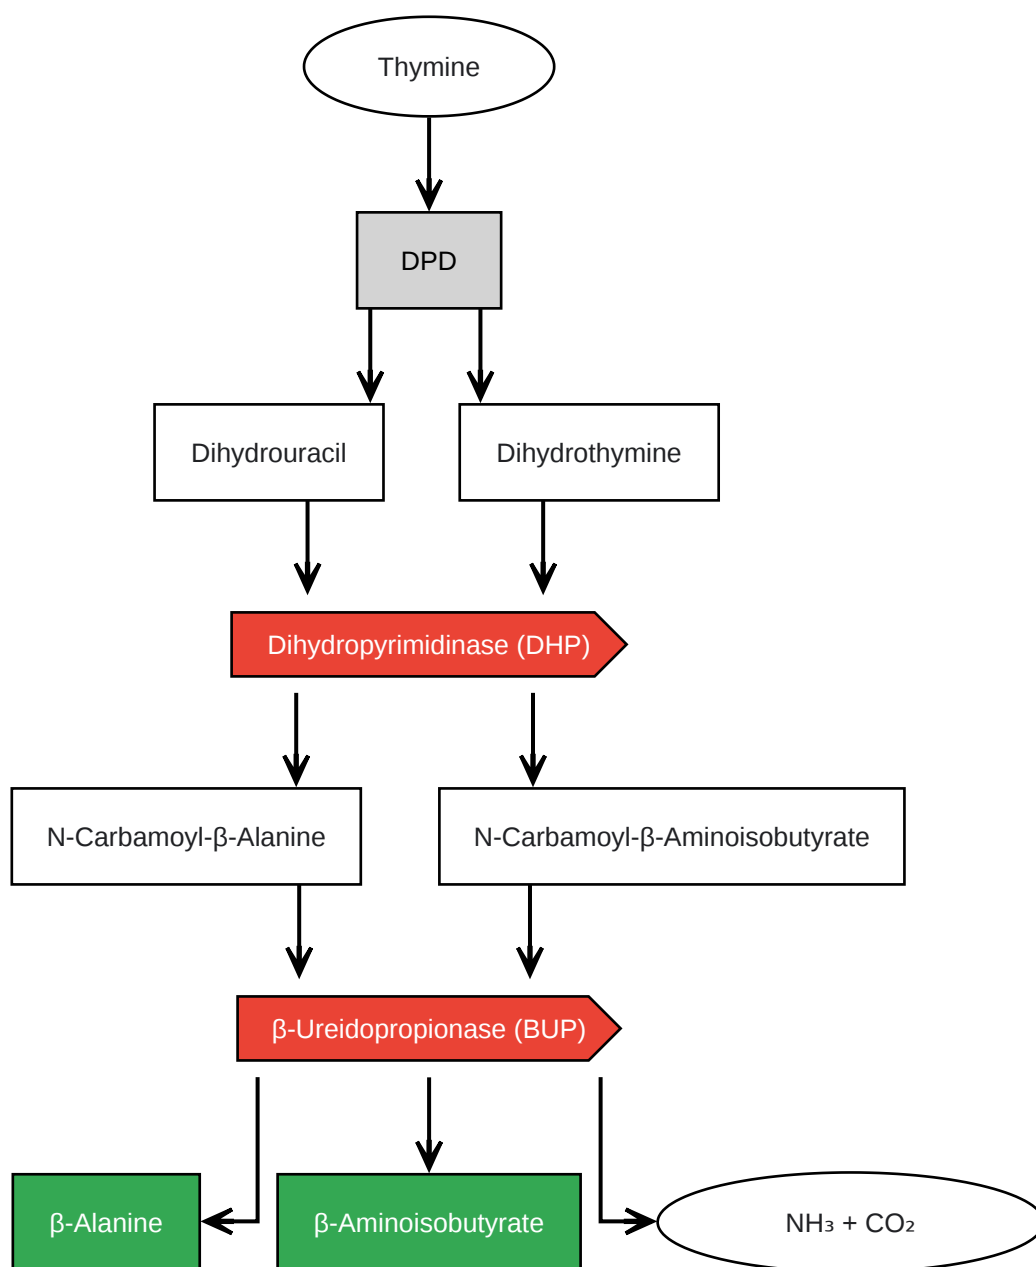 Thymine
DPD
Dihydrouracil
Dihydrothymine
Dihydropyrimidinase (DHP)
N-Carbamoyl-β-Alanine
N-Carbamoyl-β-Aminoisobutyrate
β-Ureidopropionase (BUP)
β-Alanine
β-Aminoisobutyrate
NH₃ + CO₂